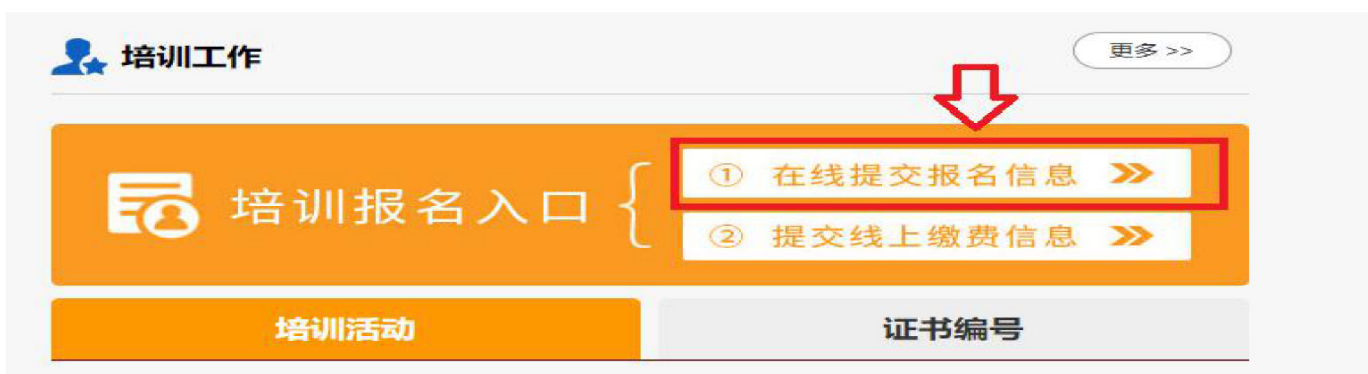 培训工作
更多 >>
培训报名入口
① 在线提交报名信息 »
② 提交线上缴费信息 »
培训活动
证书编号